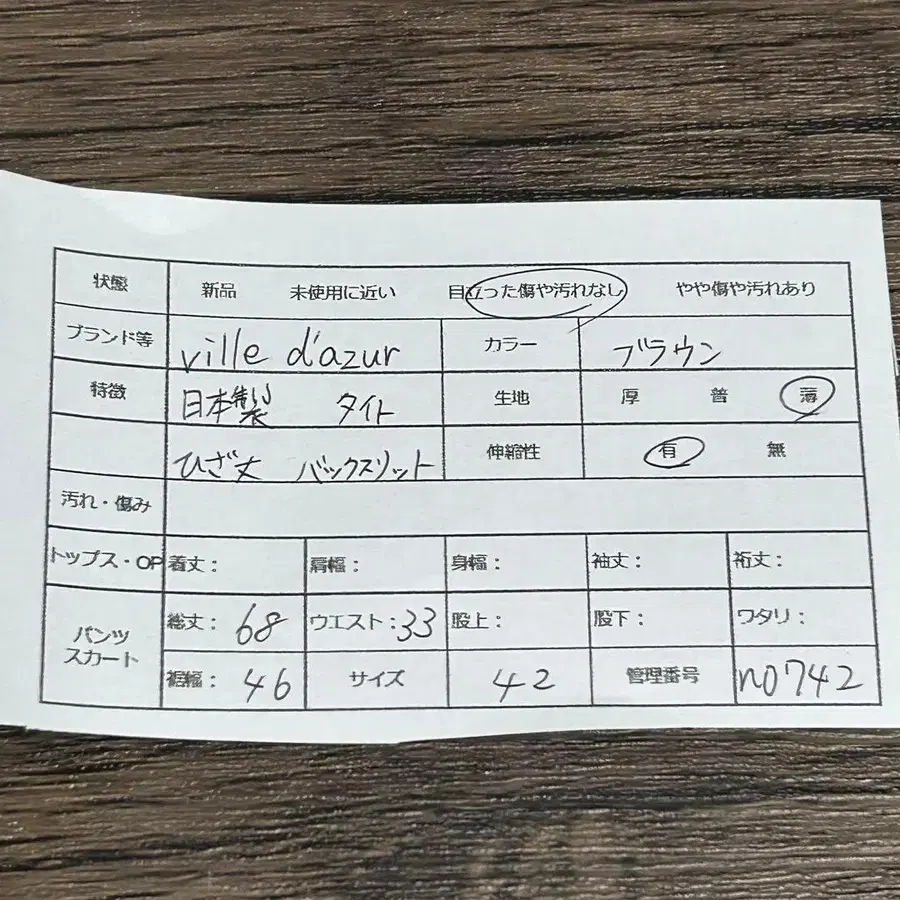 状態 新品 未使用に近い 目立った傷や汚れなし やや傷や汚れあり
ブランド等 ville d'azur カラー ブラウン
特徴 日本製 タイト 生地 厚 普 薄
ひざ丈 バックスリット 伸縮性 有 無
汚れ・傷み
トップス・OP 着丈： 肩幅： 身幅： 袖丈： 裄丈：
パンツ スカート 総丈：68 ウエスト：33 股上： 股下： ワタリ：
裾幅：46 サイズ 42 管理番号 no742